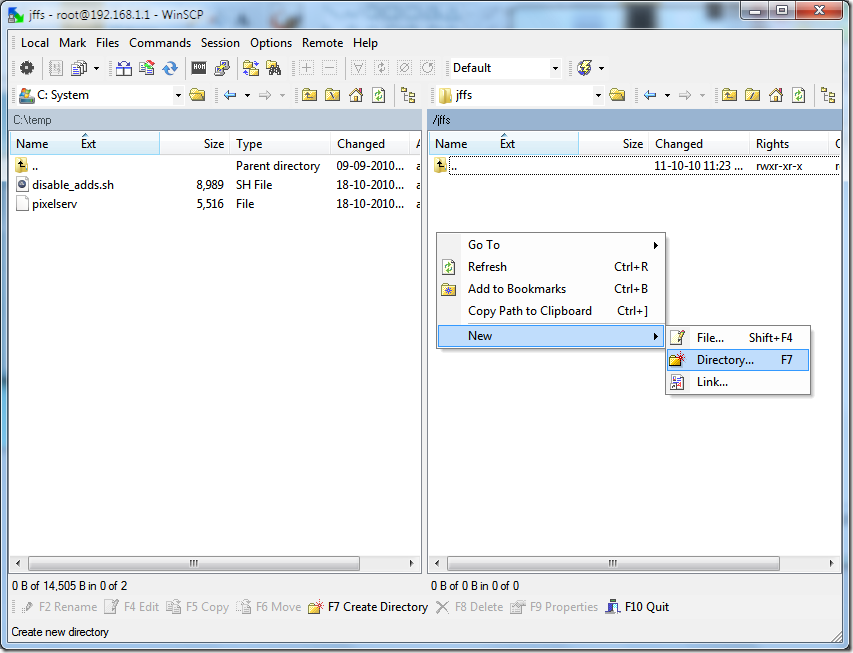 jffs - root@192.168.1.1 - WinSCP
Local Mark Files Commands Session Options Remote Help
Default
C: System
jffs
C:\temp
/jffs
Name Ext Size Type Changed A
Name Ext Size Changed Rights O
.. Parent directory 09-09-2010... a
.. 11-10-10 11:23 ... rwxr-xr-x r
disable_adds.sh 8,989 SH File 18-10-2010... a
pixelserv 5,516 File 18-10-2010... a
Go To
Refresh Ctrl+R
Add to Bookmarks Ctrl+B
Copy Path to Clipboard Ctrl+]
New
File... Shift+F4
Directory... F7
Link...
0 B of 14,505 B in 0 of 2
0 B of 0 B in 0 of 0
F2 Rename F4 Edit F5 Copy F6 Move F7 Create Directory F8 Delete F9 Properties F10 Quit
Create new directory